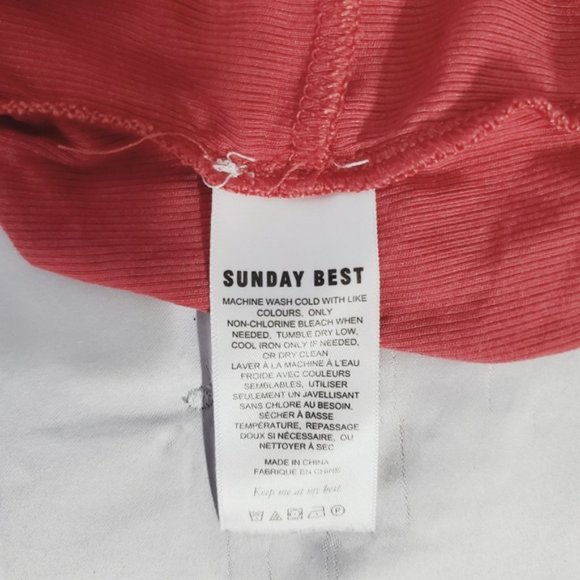 SUNDAY BEST
MACHINE WASH COLD WITH LIKE
COLOURS, ONLY
NON-CHLORINE BLEACH WHEN
NEEDED, TUMBLE DRY LOW,
COOL IRON ONLY IF NEEDED,
OR DRY CLEAN
LAVER À LA MACHINE À L'EAU
FROIDE AVEC COULEURS
SEMBLABLES, UTILISER
SEULEMENT UN JAVELLISANT
SANS CHLORE AU BESOIN,
SÉCHER À BASSE
TEMPÉRATURE, REPASSAGE
DOUX SI NÉCESSAIRE, OU
NETTOYER À SEC
MADE IN CHINA
FABRIQUÉ EN CHINE
Keep me at my best.